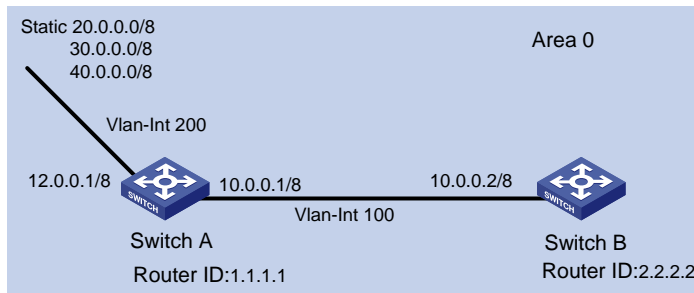 Static 20.0.0.0/8
30.0.0.0/8
40.0.0.0/8
Area 0
Vlan-Int 200
12.0.0.1/8
10.0.0.1/8
10.0.0.2/8
SWITCH
SWITCH
Vlan-Int 100
Switch A
Switch B
Router ID:1.1.1.1
Router ID:2.2.2.2